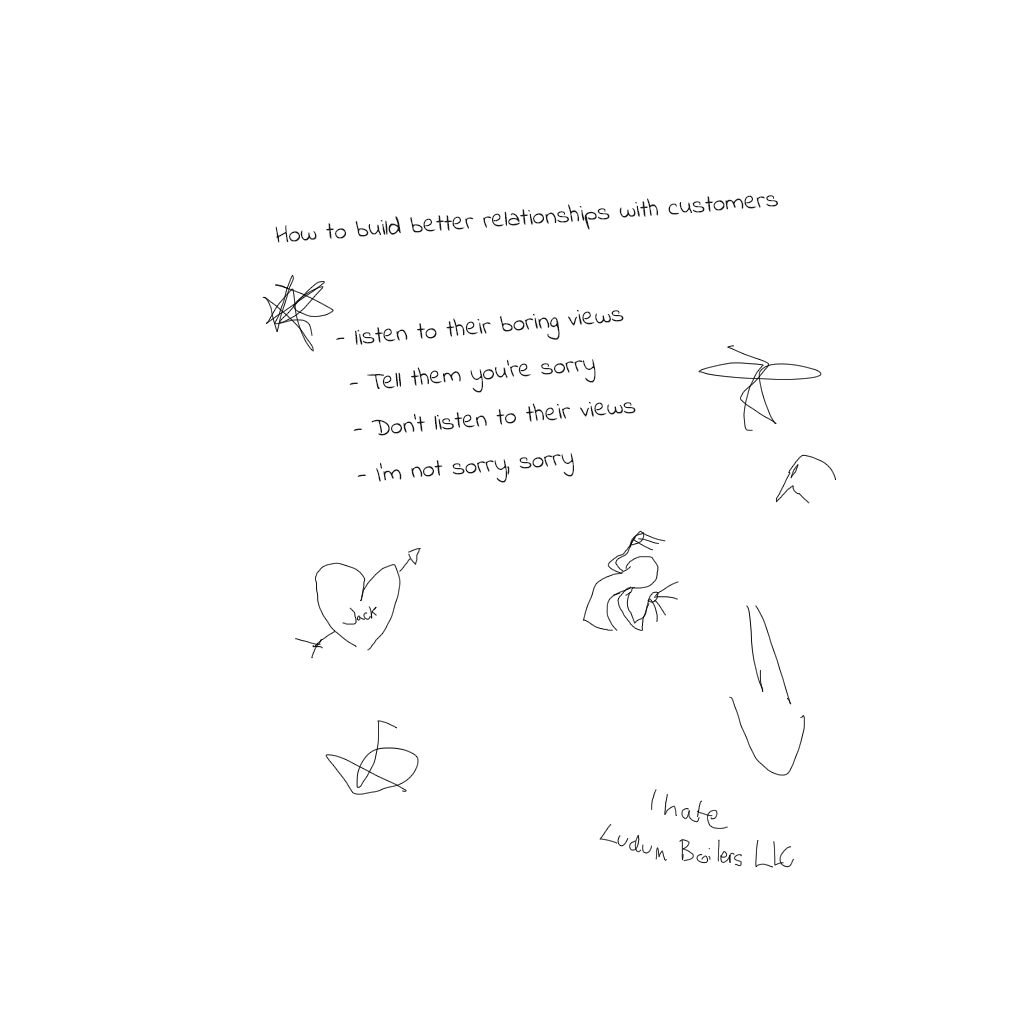 How to build better relationships with customers
- listen to their boring views
- Tell them you're sorry
- Don't listen to their views
- I'm not sorry, sorry
Jack
I hate
Ludum Boilers LLC